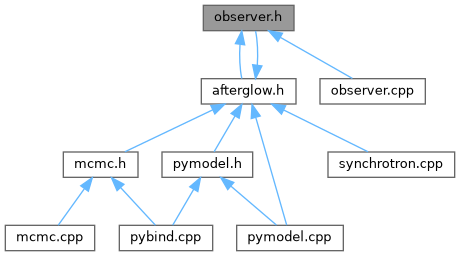 observer.h
afterglow.h
observer.cpp
mcmc.h
pymodel.h
synchrotron.cpp
mcmc.cpp
pybind.cpp
pymodel.cpp